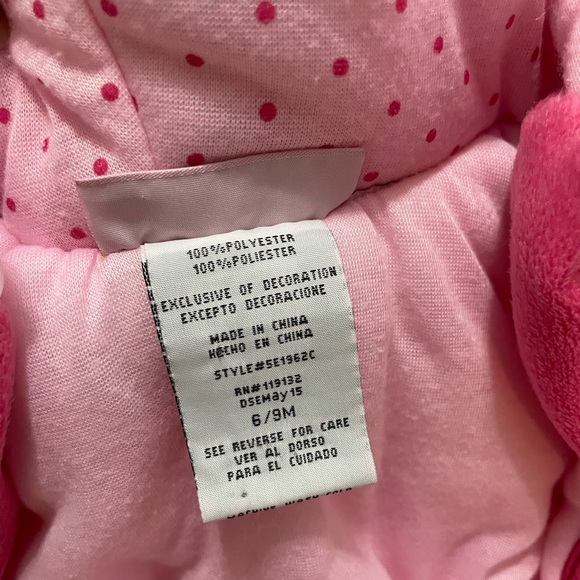 100%POLYESTER
100%POLIESTER
EXCLUSIVE OF DECORATION
EXCEPTO DECORACIONE
MADE IN CHINA
HECHO EN CHINA
STYLE#5E1962C
RN#119132
DSEMay15
6/9M
SEE REVERSE FOR CARE
VER AL DORSO
PARA EL CUIDADO